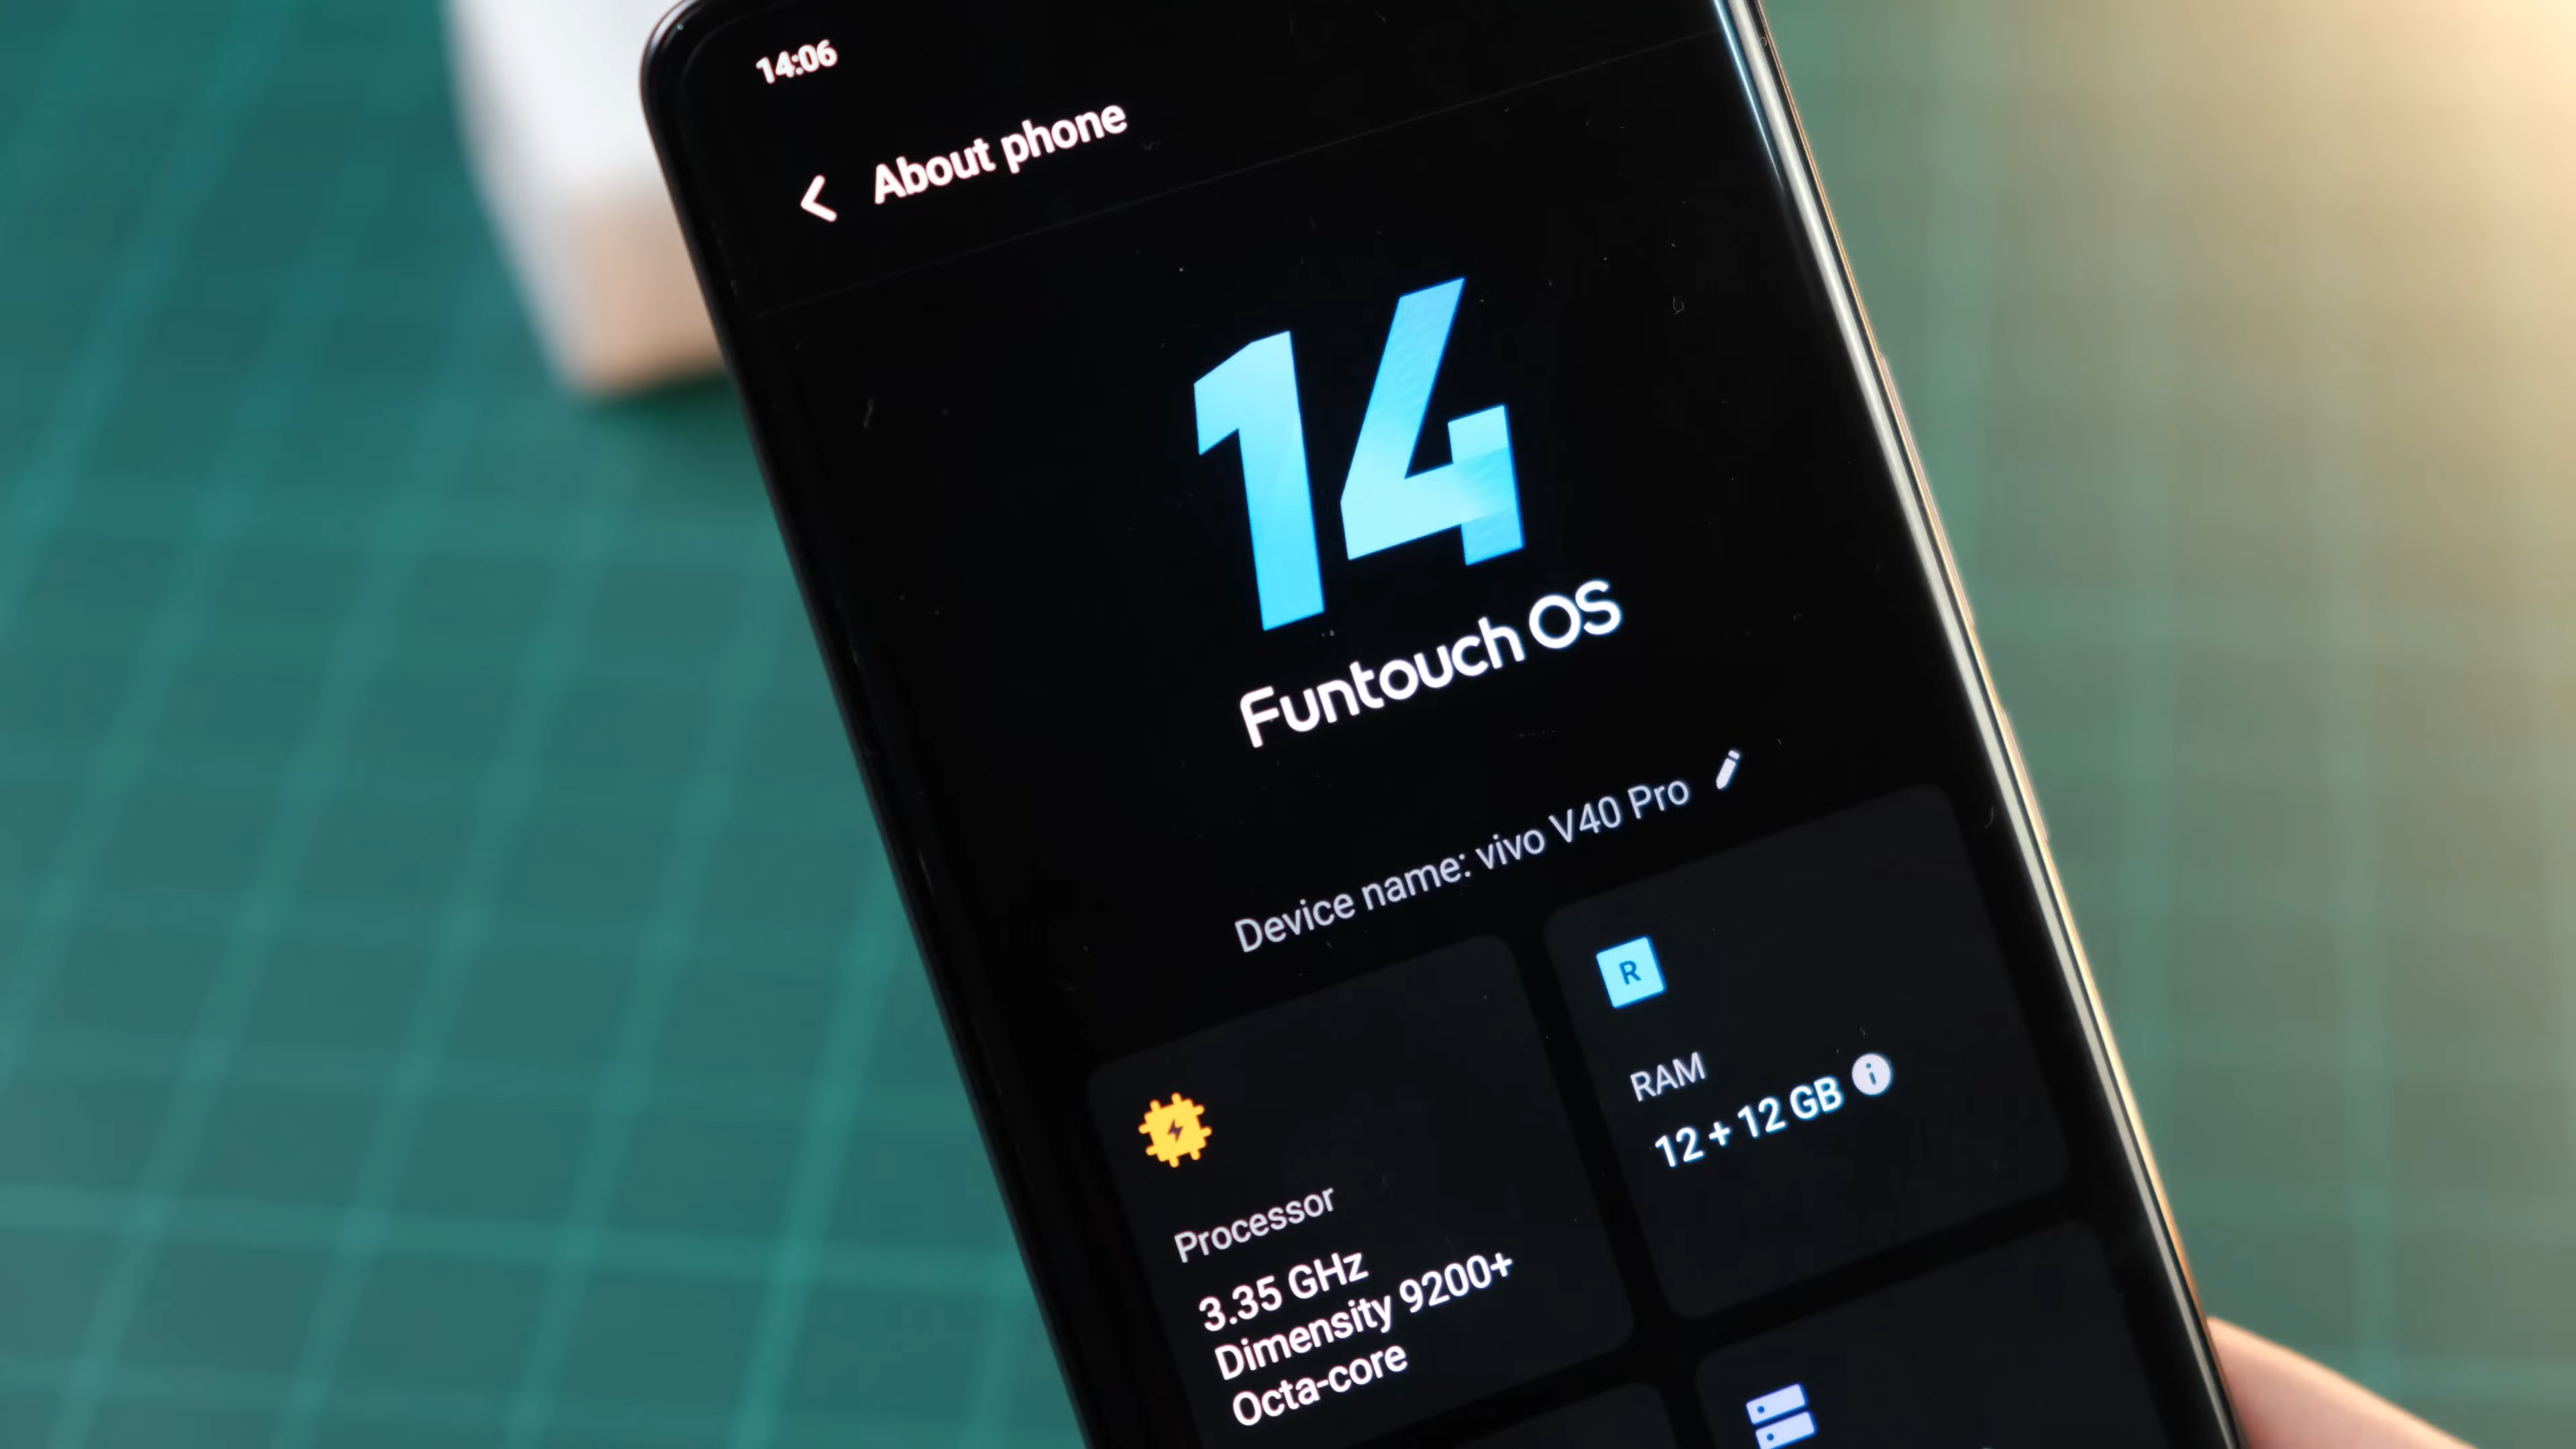 14:06
About phone
14
Funtouch OS
Device name: vivo V40 Pro
R
RAM
12 + 12 GB
Processor
3.35 GHz
Dimensity 9200+
Octa-core